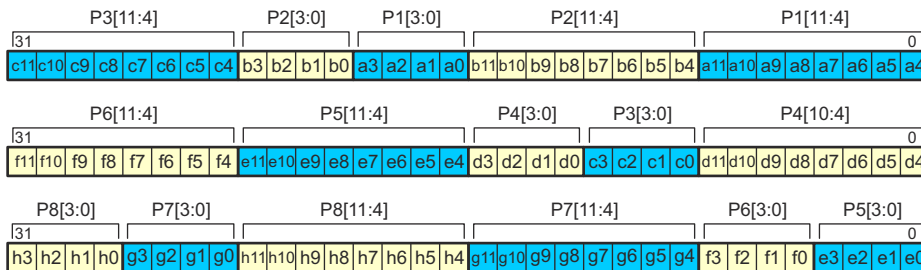 P3[11:4] P2[3:0] P1[3:0] P2[11:4] P1[11:4]
31 0
c11 c10 c9 c8 c7 c6 c5 c4 b3 b2 b1 b0 a3 a2 a1 a0 b11 b10 b9 b8 b7 b6 b5 b4 a11 a10 a9 a8 a7 a6 a5 a4
P6[11:4] P5[11:4] P4[3:0] P3[3:0] P4[10:4]
31 0
f11 f10 f9 f8 f7 f6 f5 f4 e11 e10 e9 e8 e7 e6 e5 e4 d3 d2 d1 d0 c3 c2 c1 c0 d11 d10 d9 d8 d7 d6 d5 d4
P8[3:0] P7[3:0] P8[11:4] P7[11:4] P6[3:0] P5[3:0]
31 0
h3 h2 h1 h0 g3 g2 g1 g0 h11 h10 h9 h8 h7 h6 h5 h4 g11 g10 g9 g8 g7 g6 g5 g4 f3 f2 f1 f0 e3 e2 e1 e0